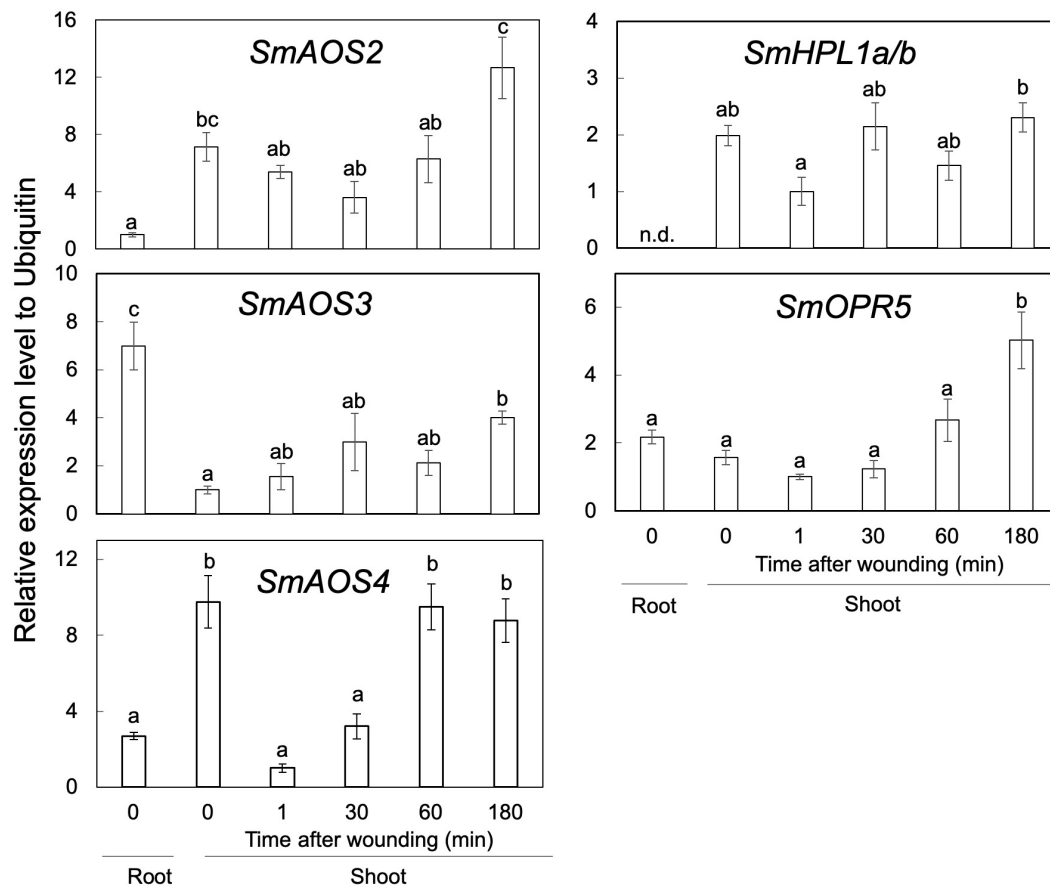 Relative expression level to Ubiquitin
SmAOS2
16
12
8
4
0
a
bc
ab
ab
ab
c
SmAOS3
10
8
6
4
2
0
c
a
ab
ab
ab
b
SmAOS4
12
8
4
0
a
b
a
a
b
b
0 0 1 30 60 180
Time after wounding (min)
Root Shoot
SmHPL1a/b
4
3
2
1
0
n.d.
ab
a
ab
ab
b
SmOPR5
6
4
2
0
a
a
a
a
a
b
0 0 1 30 60 180
Time after wounding (min)
Root Shoot